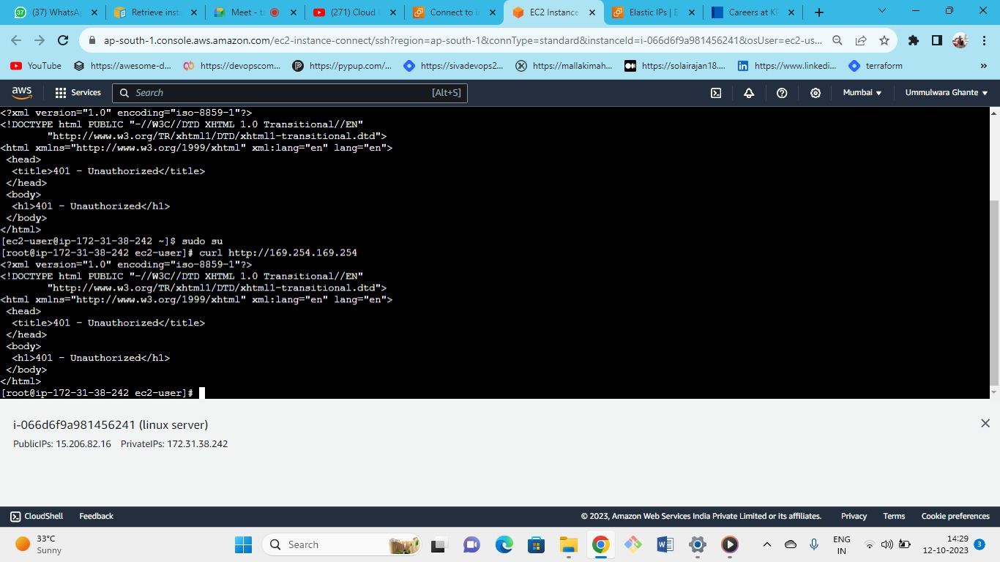 (37) WhatsA
Retrieve inst
Meet - ta
(271) Cloud
Connect to i
EC2 Instance
Elastic IPs | E
Careers at KP
ap-south-1.console.aws.amazon.com/ec2-instance-connect/ssh?region=ap-south-1&connType=standard&instanceId=i-066d6f9a981456241&osUser=ec2-us...
YouTube
https://awesome-d...
https://devopscom...
https://pypup.com/...
https://sivadevops2...
https://mallakimah...
https://solairajan18....
https://www.linkedi...
terraform
aws
Services
Search
[Alt+S]
Mumbai
Ummulwara Ghante
<?xml version="1.0" encoding="iso-8859-1"?>
<!DOCTYPE html PUBLIC "-//W3C//DTD XHTML 1.0 Transitional//EN"
"http://www.w3.org/TR/xhtml1/DTD/xhtml1-transitional.dtd">
<html xmlns="http://www.w3.org/1999/xhtml" xml:lang="en" lang="en">
<head>
<title>401 - Unauthorized</title>
</head>
<body>
<h1>401 - Unauthorized</h1>
</body>
</html>
[ec2-user@ip-172-31-38-242 ~]$ sudo su
[root@ip-172-31-38-242 ec2-user]# curl http://169.254.169.254
<?xml version="1.0" encoding="iso-8859-1"?>
<!DOCTYPE html PUBLIC "-//W3C//DTD XHTML 1.0 Transitional//EN"
"http://www.w3.org/TR/xhtml1/DTD/xhtml1-transitional.dtd">
<html xmlns="http://www.w3.org/1999/xhtml" xml:lang="en" lang="en">
<head>
<title>401 - Unauthorized</title>
</head>
<body>
<h1>401 - Unauthorized</h1>
</body>
</html>
[root@ip-172-31-38-242 ec2-user]#
i-066d6f9a981456241 (linux server)
PublicIPs: 15.206.82.16 PrivateIPs: 172.31.38.242
CloudShell
Feedback
© 2023, Amazon Web Services India Private Limited or its affiliates.
Privacy
Terms
Cookie preferences
33°C
Sunny
Search
ENG
IN
14:29
12-10-2023
3